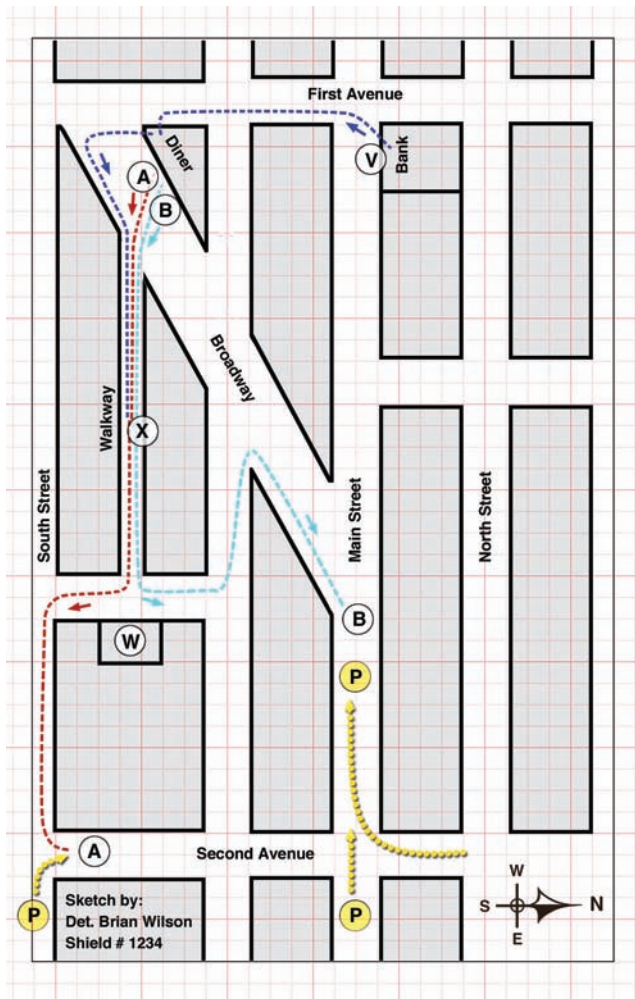 First Avenue
Diner
V
Bank
A
B
Broadway
Walkway
X
South Street
Main Street
North Street
W
B
P
A
Second Avenue
P
P
Sketch by:
Det. Brian Wilson
Shield # 1234
W
S
N
E